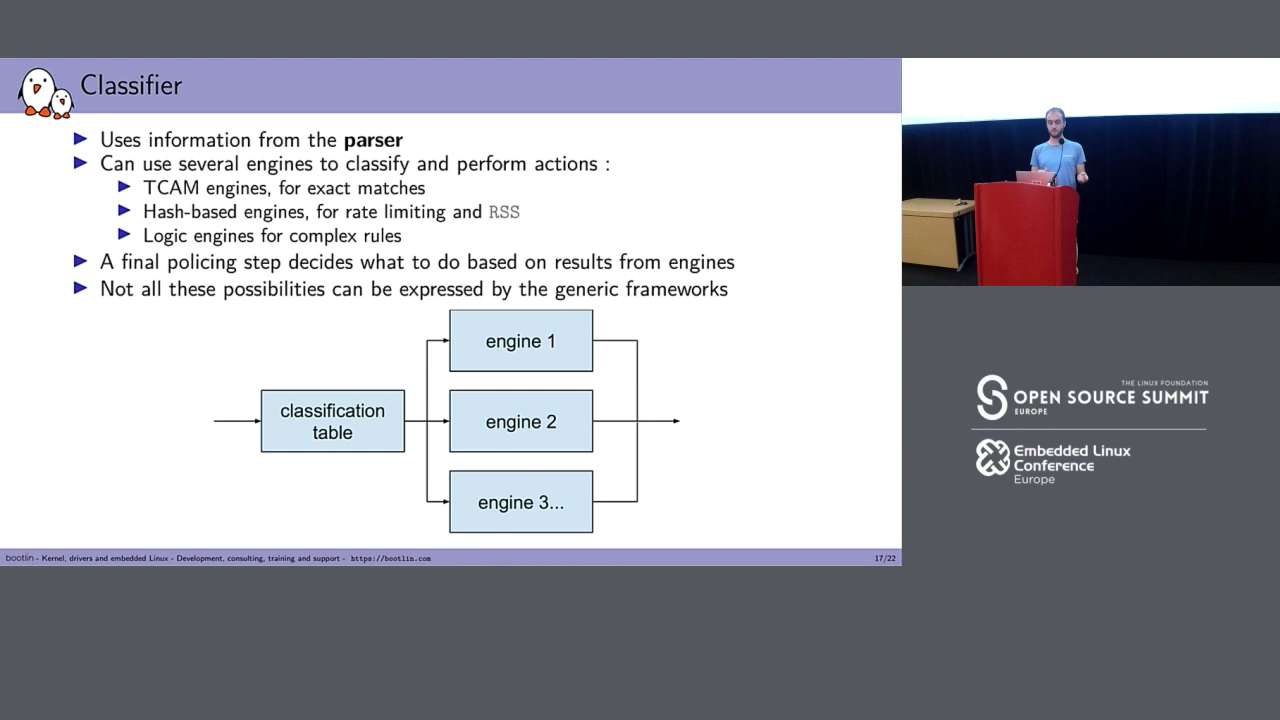 Classifier
Uses information from the parser
Can use several engines to classify and perform actions :
TCAM engines, for exact matches
Hash-based engines, for rate limiting and RSS
Logic engines for complex rules
A final policing step decides what to do based on results from engines
Not all these possibilities can be expressed by the generic frameworks
engine 1
classification
table
engine 2
engine 3...
bootlin - Kernel, drivers and embedded Linux - Development, consulting, training and support - https://bootlin.com
17/22
THE LINUX FOUNDATION
OPEN SOURCE SUMMIT
EUROPE
Embedded Linux
Conference
Europe